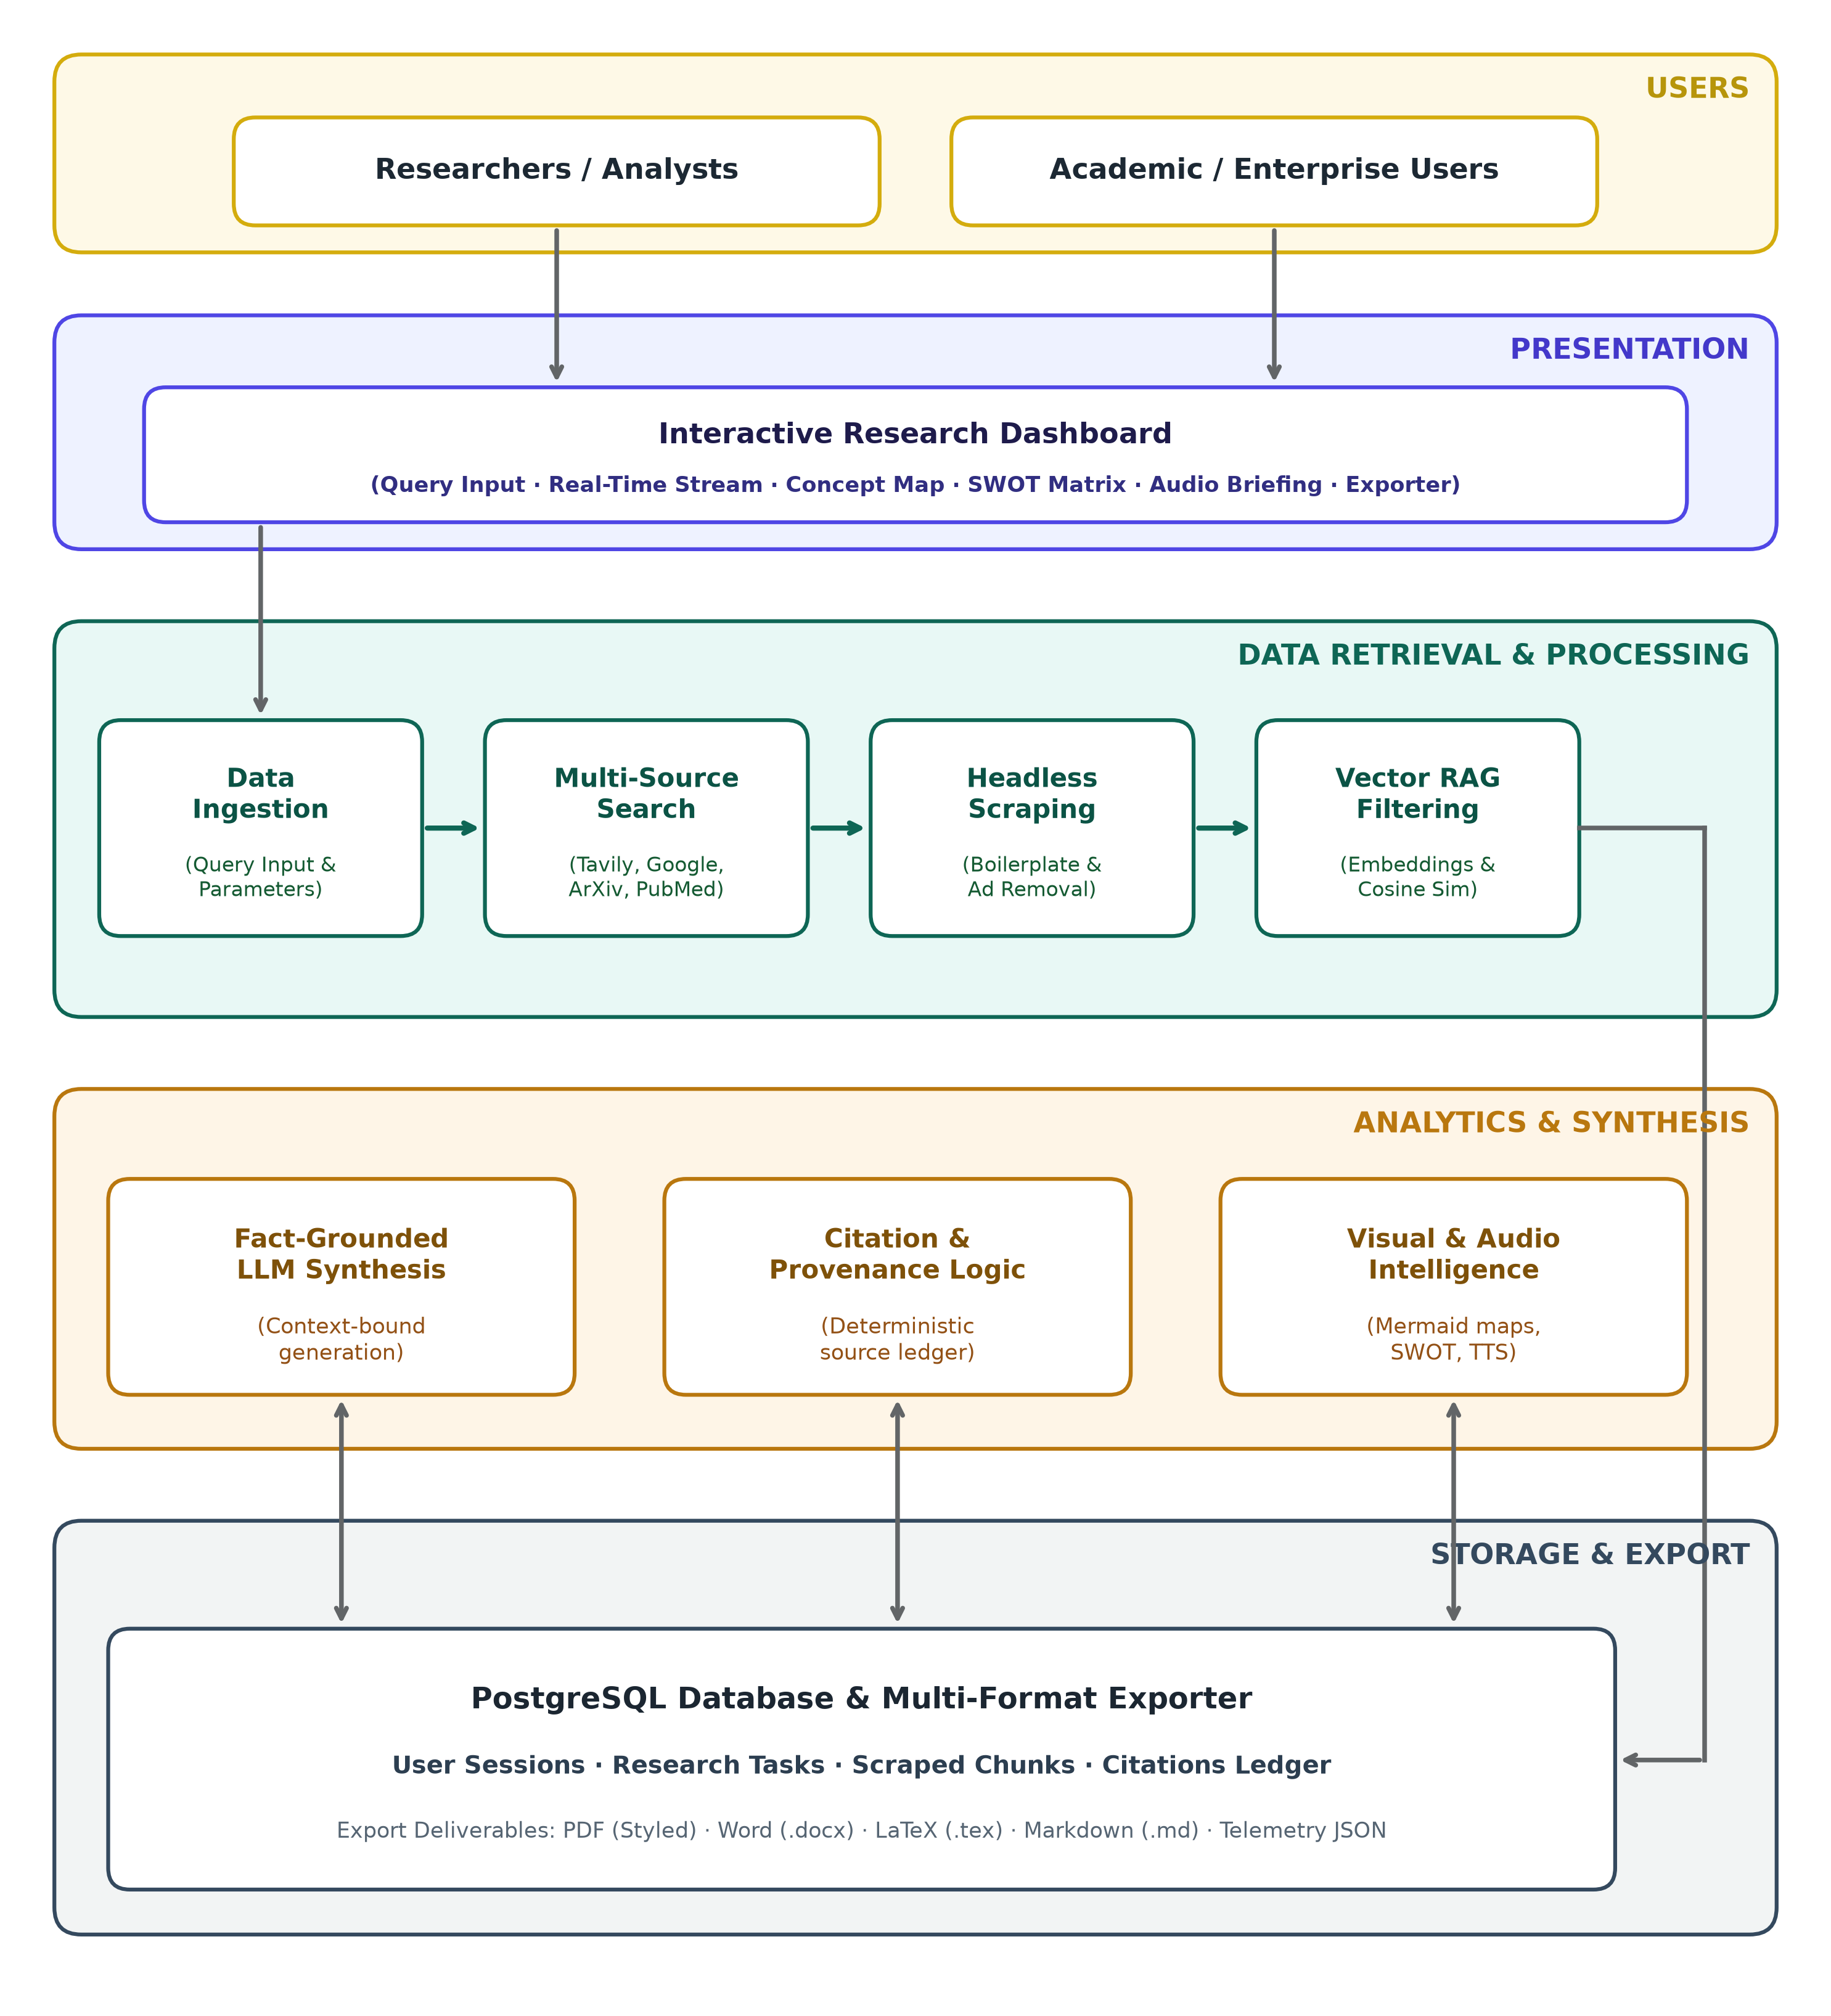 USERS
Researchers / Analysts
Academic / Enterprise Users
PRESENTATION
Interactive Research Dashboard
(Query Input · Real-Time Stream · Concept Map · SWOT Matrix · Audio Briefing · Exporter)
DATA RETRIEVAL & PROCESSING
Data
Ingestion
(Query Input &
Parameters)
Multi-Source
Search
(Tavily, Google,
ArXiv, PubMed)
Headless
Scraping
(Boilerplate &
Ad Removal)
Vector RAG
Filtering
(Embeddings &
Cosine Sim)
ANALYTICS & SYNTHESIS
Fact-Grounded
LLM Synthesis
(Context-bound
generation)
Citation &
Provenance Logic
(Deterministic
source ledger)
Visual & Audio
Intelligence
(Mermaid maps,
SWOT, TTS)
STORAGE & EXPORT
PostgreSQL Database & Multi-Format Exporter
User Sessions · Research Tasks · Scraped Chunks · Citations Ledger
Export Deliverables: PDF (Styled) · Word (.docx) · LaTeX (.tex) · Markdown (.md) · Telemetry JSON